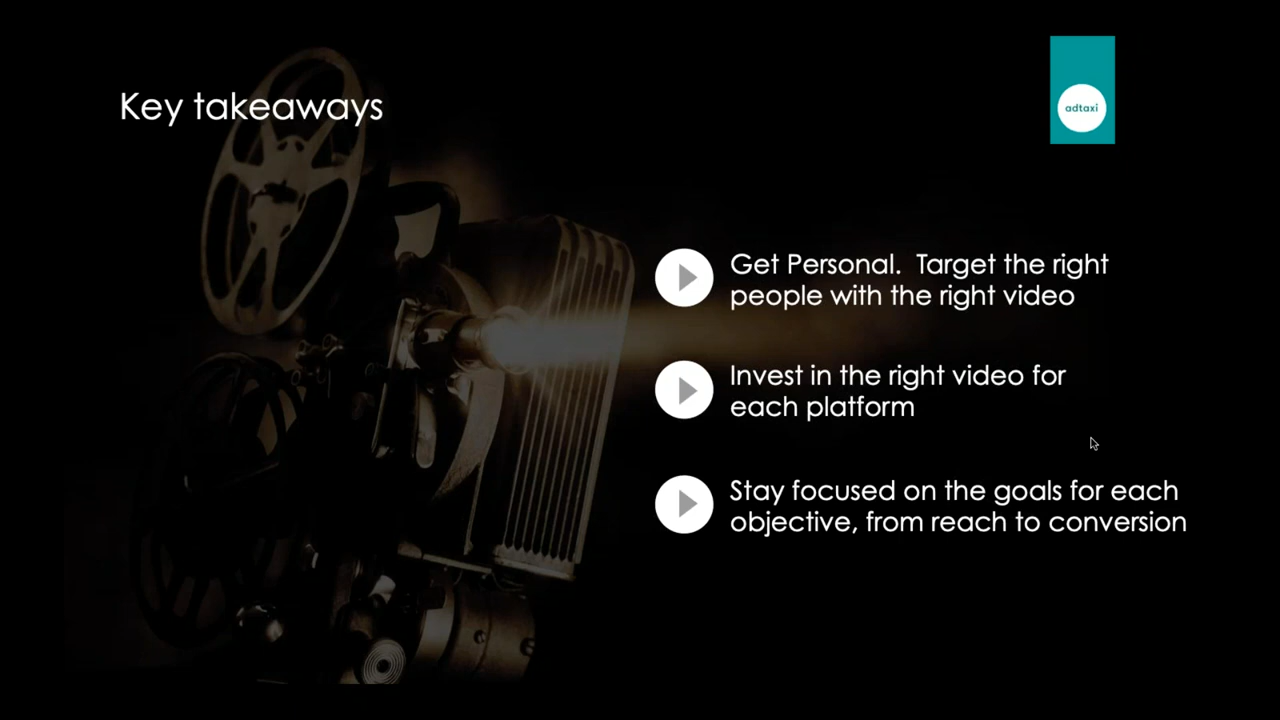 Key takeaways
adtaxi
Get Personal.  Target the right
people with the right video
Invest in the right video for
each platform
Stay focused on the goals for each
objective, from reach to conversion